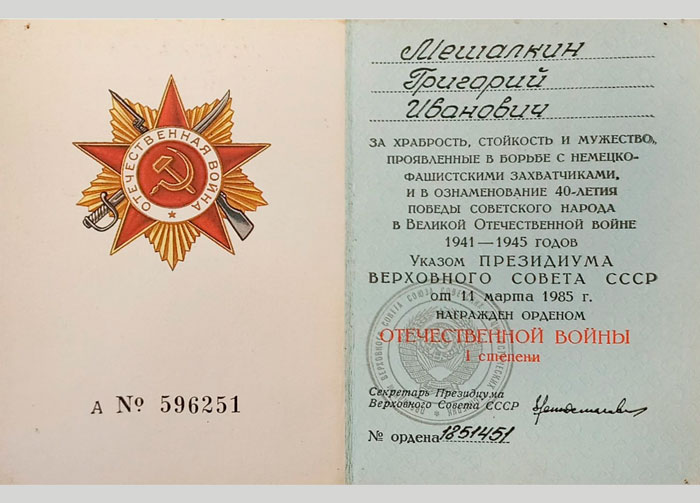 ОТЕЧЕСТВЕННАЯ ВОЙНА
А № 596251
Мешалкин
Григорий
Иванович
ЗА ХРАБРОСТЬ, СТОЙКОСТЬ И МУЖЕСТВО,
ПРОЯВЛЕННЫЕ В БОРЬБЕ С НЕМЕЦКО-
ФАШИСТСКИМИ ЗАХВАТЧИКАМИ,
И В ОЗНАМЕНОВАНИЕ 40-ЛЕТИЯ
ПОБЕДЫ СОВЕТСКОГО НАРОДА
В ВЕЛИКОЙ ОТЕЧЕСТВЕННОЙ ВОЙНЕ
1941—1945 ГОДОВ
УКАЗОМ ПРЕЗИДИУМА
ВЕРХОВНОГО СОВЕТА СССР
от 11 марта 1985 г.
НАГРАЖДЕН ОРДЕНОМ
ОТЕЧЕСТВЕННОЙ ВОЙНЫ
I степени
Секретарь Президиума
Верховного Совета СССР
№ ордена 1851451